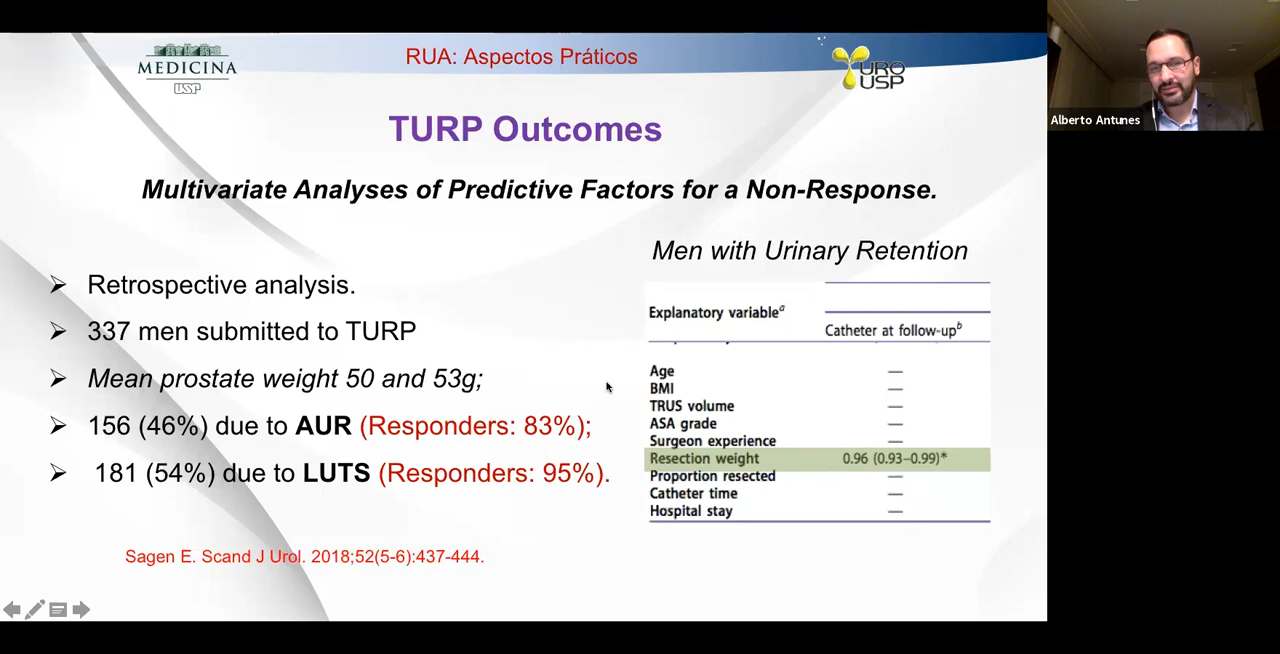 MEDICINA
USP
RUA: Aspectos Práticos
URO
USP
Alberto Antunes
TURP Outcomes
Multivariate Analyses of Predictive Factors for a Non-Response.
Men with Urinary Retention
Retrospective analysis.
337 men submitted to TURP
Mean prostate weight 50 and 53g;
156 (46%) due to AUR (Responders: 83%);
181 (54%) due to LUTS (Responders: 95%).
Explanatory variableᵃ
Catheter at follow-upᵇ
Age —
BMI —
TRUS volume —
ASA grade —
Surgeon experience —
Resection weight 0.96 (0.93–0.99)*
Proportion resected —
Catheter time —
Hospital stay —
Sagen E. Scand J Urol. 2018;52(5-6):437-444.